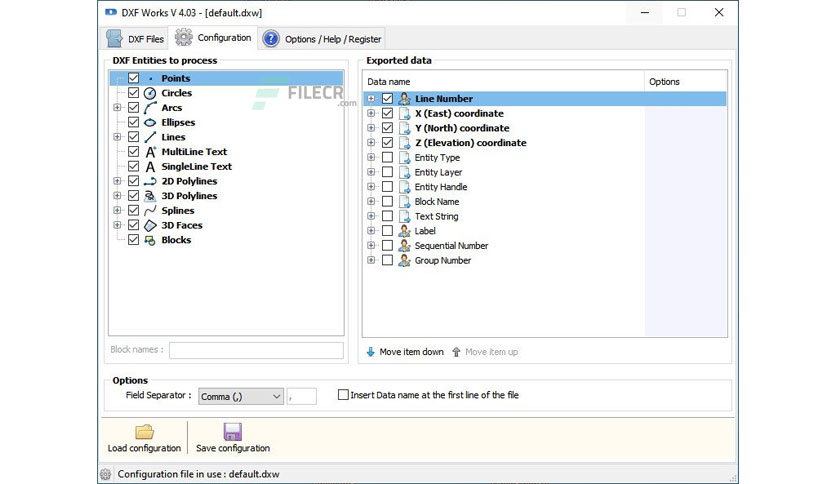 DXF Works V 4.03 - [default.dxw]
DXF Files
Configuration
Options / Help / Register
DXF Entities to process
Points
Circles
Arcs
Ellipses
Lines
MultiLine Text
SingleLine Text
2D Polylines
3D Polylines
Splines
3D Faces
Blocks
FILECR
.com
Block names :
Exported data
Data name
Options
Line Number
X (East) coordinate
Y (North) coordinate
Z (Elevation) coordinate
Entity Type
Entity Layer
Entity Handle
Block Name
Text String
Label
Sequential Number
Group Number
Move item down
Move item up
Options
Field Separator :
Comma (,)
,
Insert Data name at the first line of the file
Load configuration
Save configuration
Configuration file in use : default.dxw